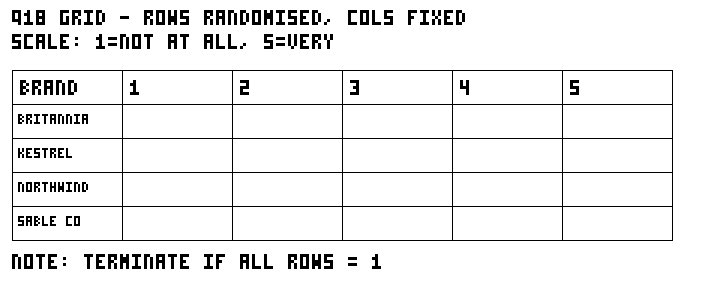 Q18 GRID - ROWS RANDOMISED, COLS FIXED
SCALE: 1=NOT AT ALL, 5=VERY
BRAND 1 2 3 4 5
BRITANNIA
KESTREL
NORTHWIND
SABLE CO
NOTE: TERMINATE IF ALL ROWS = 1